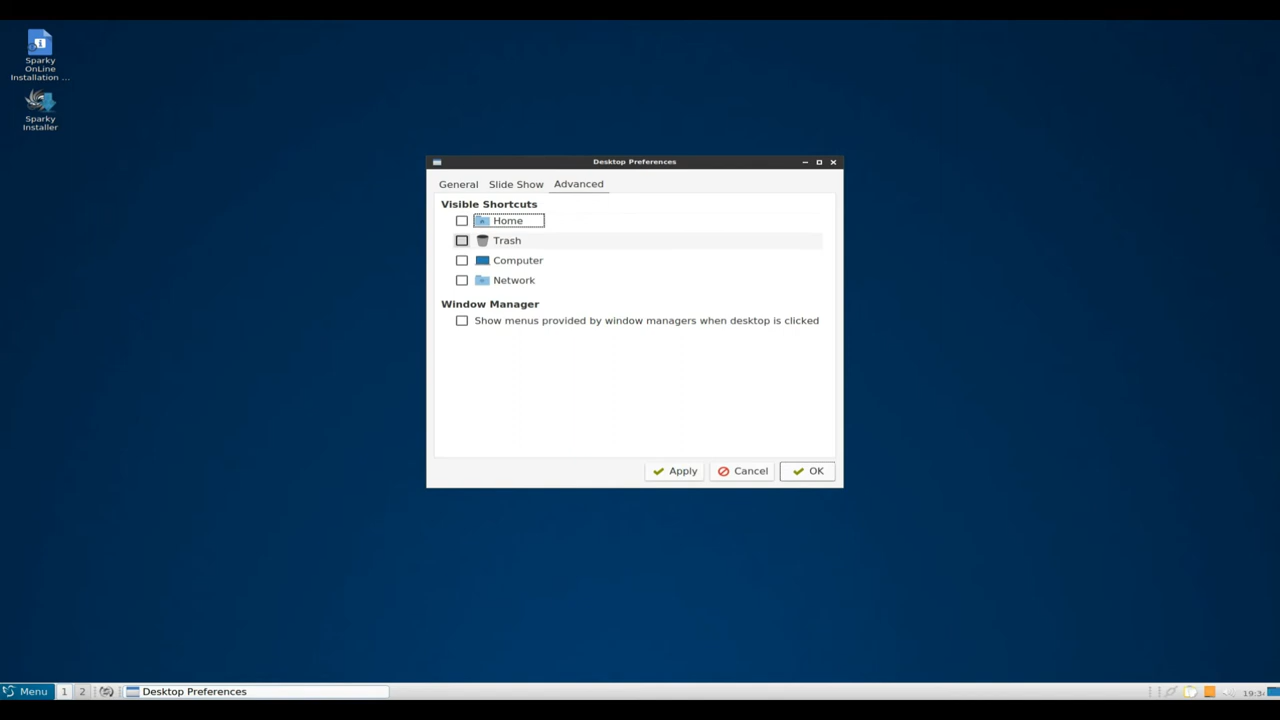 Sparky
OnLine
Installation ...
Sparky
Installer
Desktop Preferences
General Slide Show Advanced
Visible Shortcuts
Home
Trash
Computer
Network
Window Manager
Show menus provided by window managers when desktop is clicked
Apply Cancel OK
Menu 1 2 Desktop Preferences